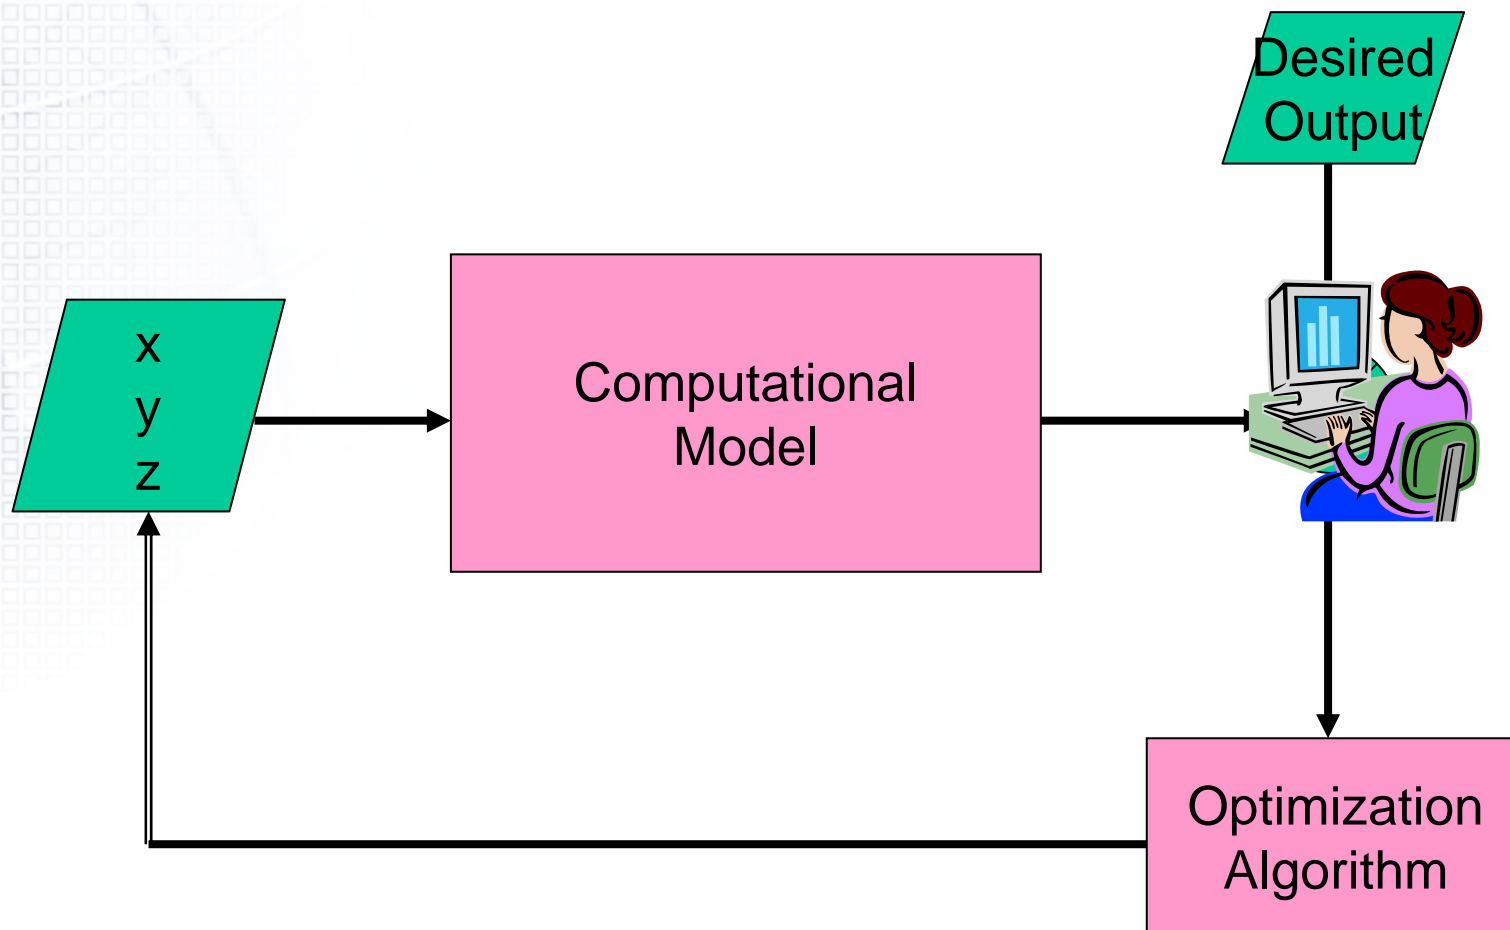 Desired
Output
x
y
z
Computational
Model
Optimization
Algorithm